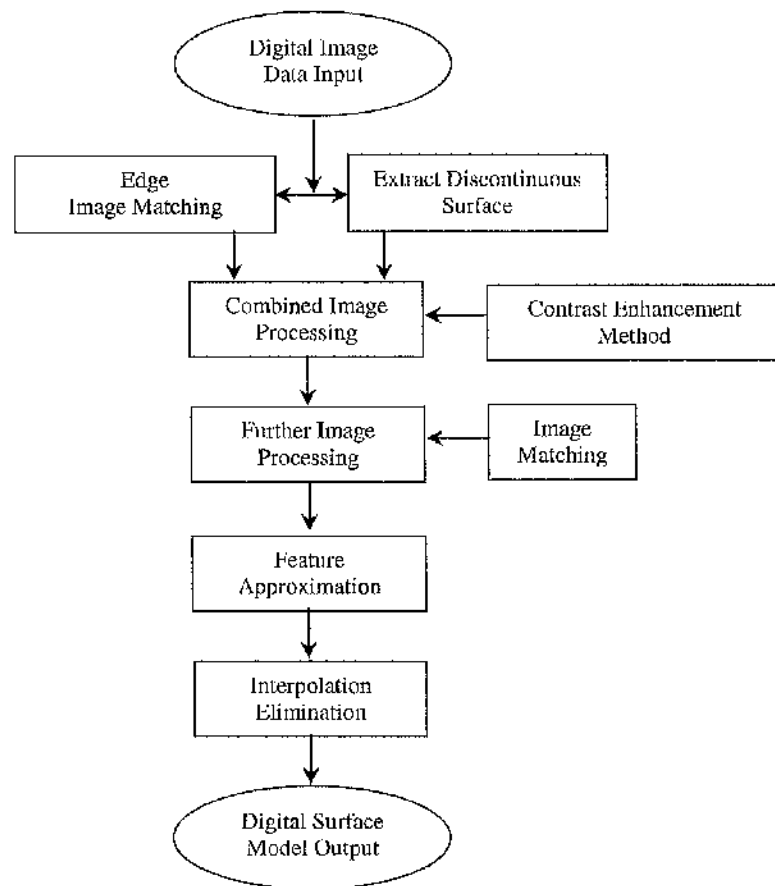 Digital Image
Data Input
Edge
Image Matching
Extract Discontinuous
Surface
Combined Image
Processing
Contrast Enhancement
Method
Further Image
Processing
Image
Matching
Feature
Approximation
Interpolation
Elimination
Digital Surface
Model Output